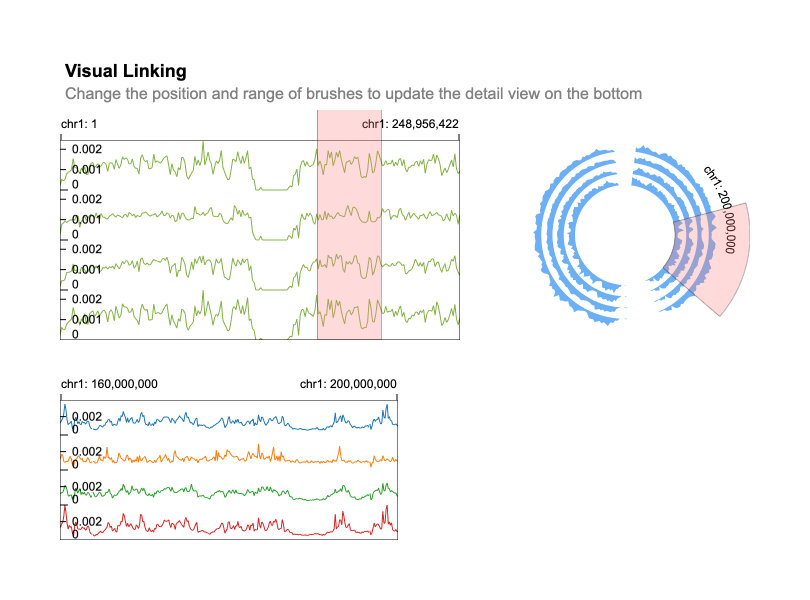 Visual Linking
Change the position and range of brushes to update the detail view on the bottom
chr1: 1
chr1: 248,956,422
0.002
0.001
0
0.002
0.001
0
0.002
0.001
0
0.002
0.001
0
chr1: 200,000,000
chr1: 160,000,000
chr1: 200,000,000
0.002
0
0.002
0
0.002
0
0.002
0